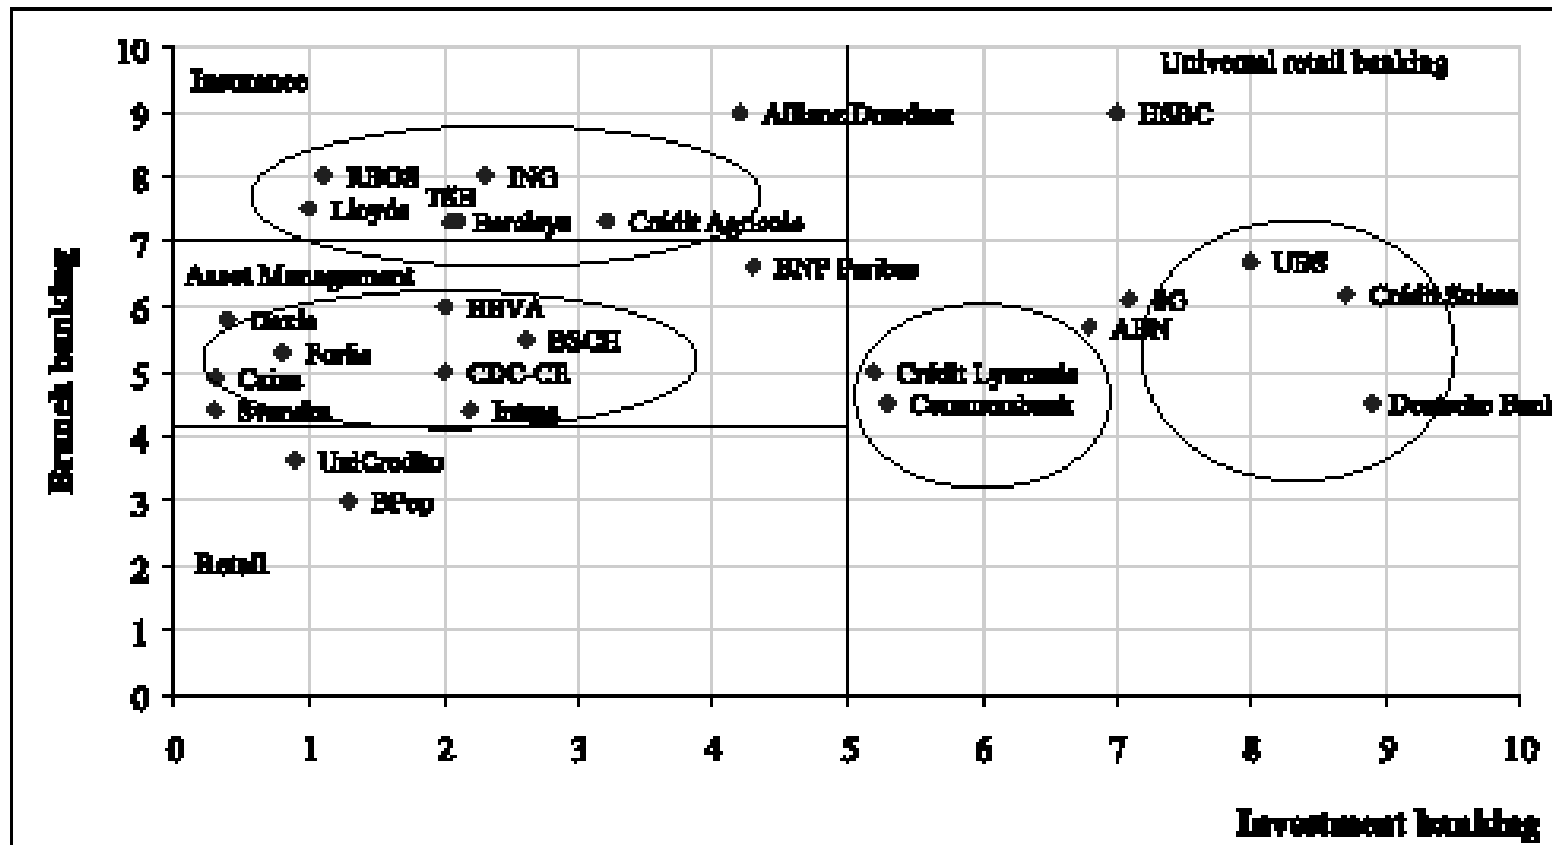 10
Universal retail banking
Insurance
9
Allianz Dresdner
HSBC
8
RBOS
ING
TSB
Lloyds
Barclays
Crédit Agricole
7
Asset Management
BNP Paribas
UBS
6
BBVA
SG
Crédit Suisse
Dexia
ABN
BSCH
Fortis
5
Caixa
CDC-CE
Crédit Lyonnais
Svenska
Intesa
Commerzbank
Deutsche Bank
4
UniCredito
3
BPop
2
Retail
1
0
Branch banking
0 1 2 3 4 5 6 7 8 9 10
Investment banking